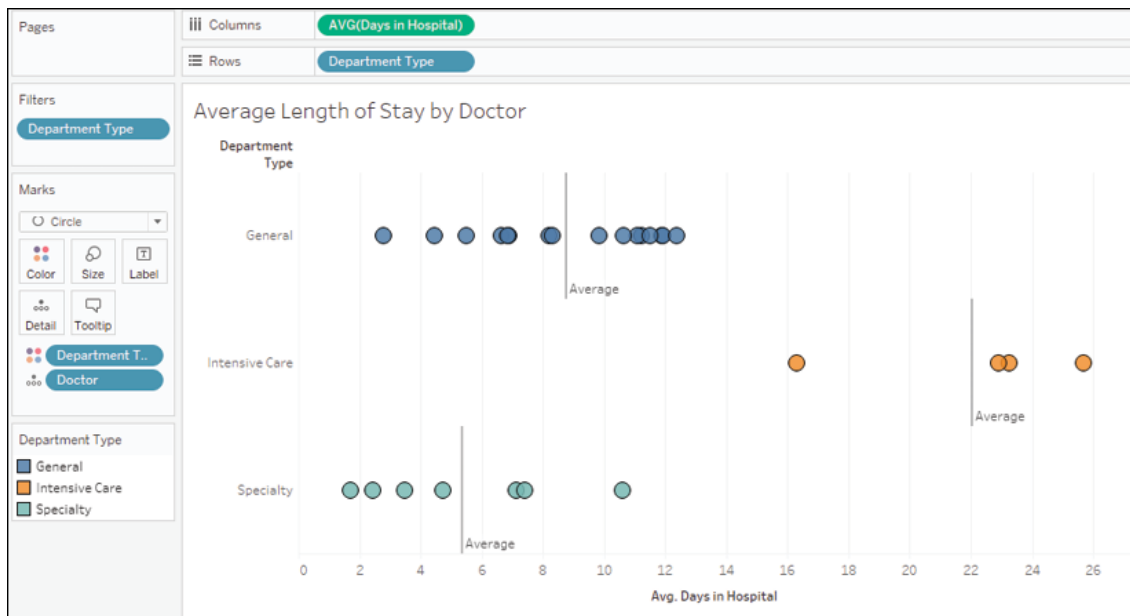 Pages
Columns
AVG(Days in Hospital)
Rows
Department Type
Filters
Department Type
Marks
Circle
Color
Size
Label
Detail
Tooltip
Department T..
Doctor
Department Type
General
Intensive Care
Specialty
Average Length of Stay by Doctor
Department
Type
General
Average
Intensive Care
Average
Specialty
Average
0 2 4 6 8 10 12 14 16 18 20 22 24 26
Avg. Days in Hospital